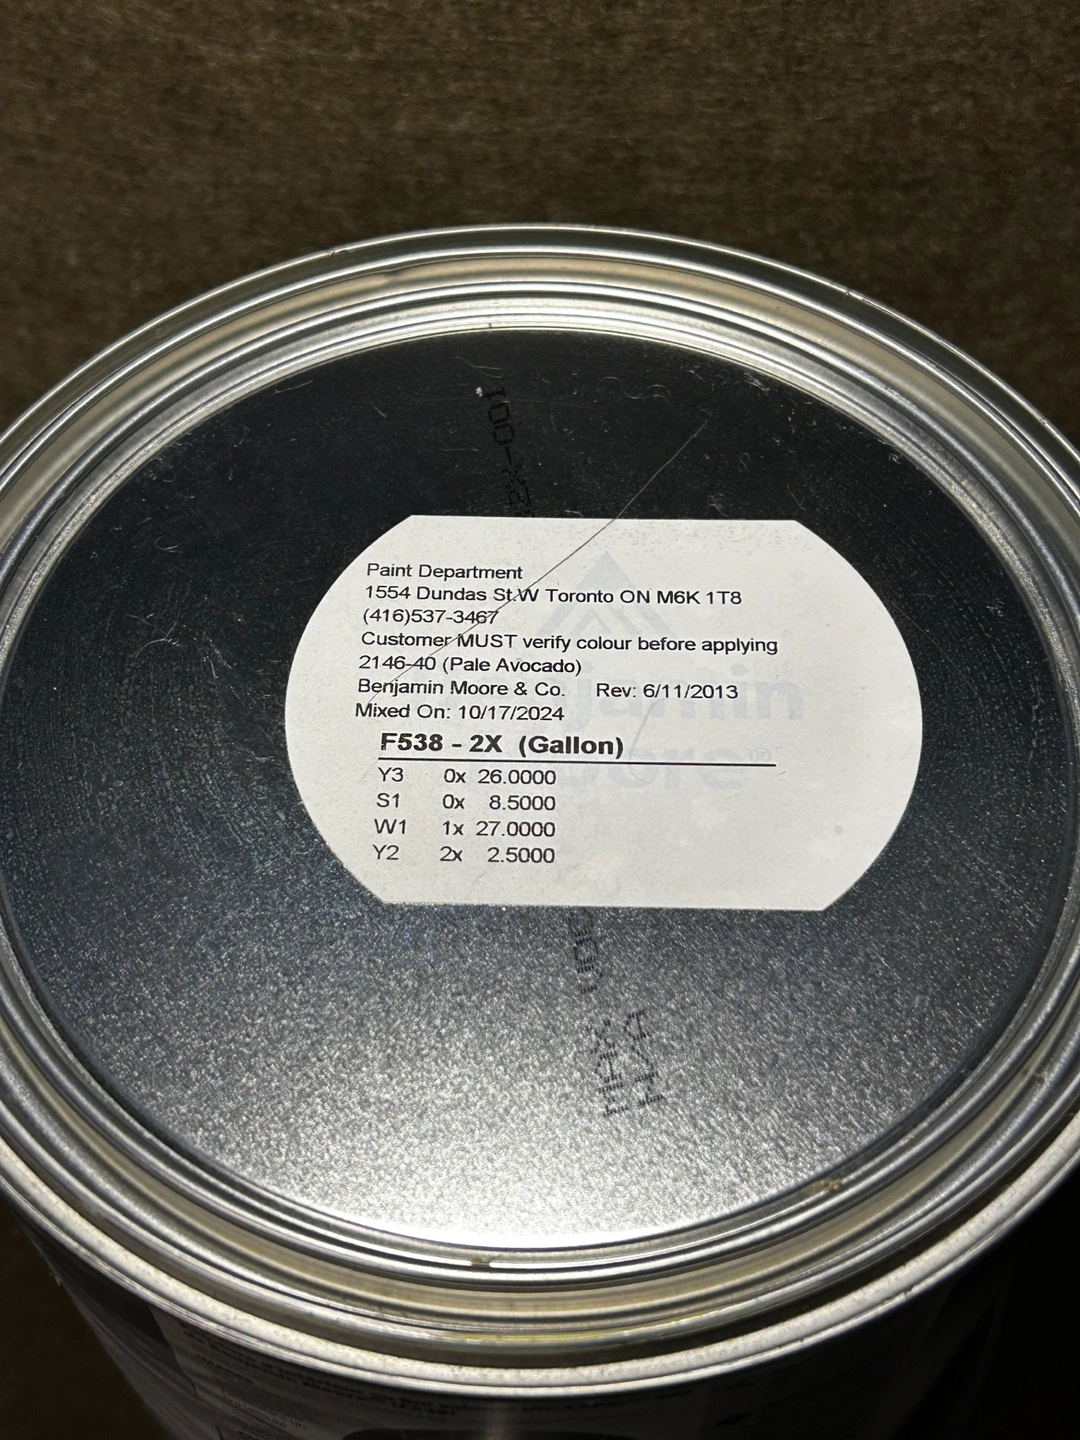 Paint Department
1554 Dundas St.W Toronto ON M6K 1T8
(416)537-3467
Customer MUST verify colour before applying
2146-40 (Pale Avocado)
Benjamin Moore & Co. Rev: 6/11/2013
Mixed On: 10/17/2024
F538 - 2X (Gallon)
Y3 0x 26.0000
S1 0x 8.5000
W1 1x 27.0000
Y2 2x 2.5000